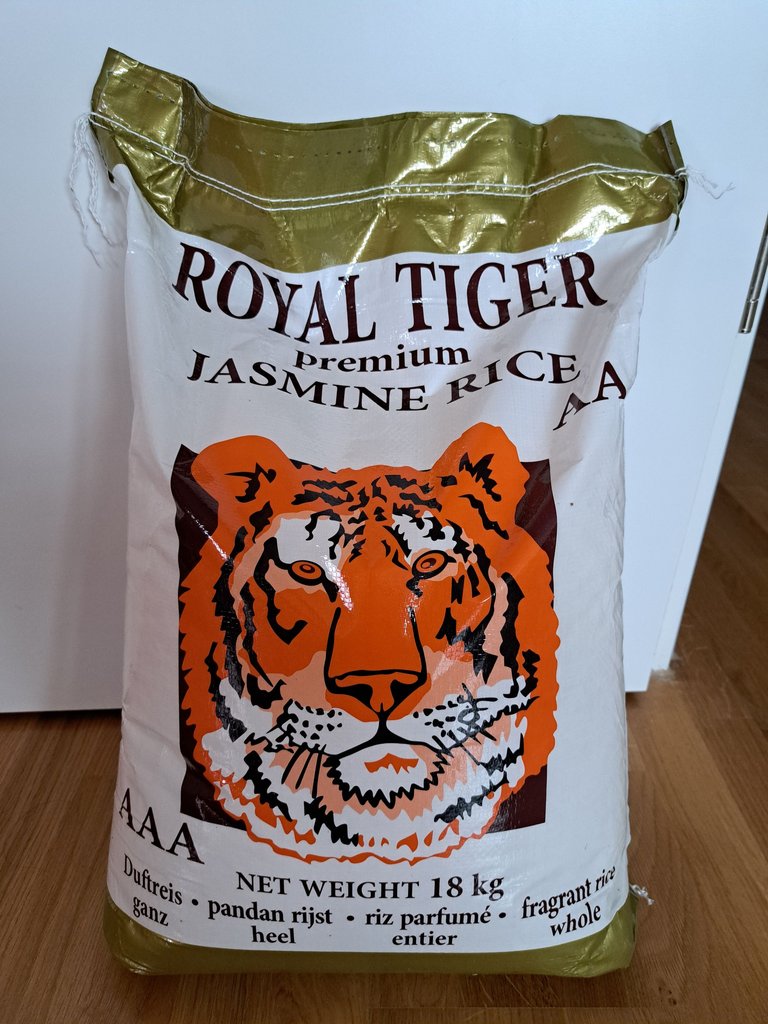 ROYAL TIGER
premium
JASMINE RICE
AA
AAA
NET WEIGHT 18 kg
Duftreis ganz • pandan rijst heel • riz parfumé entier • fragrant rice whole